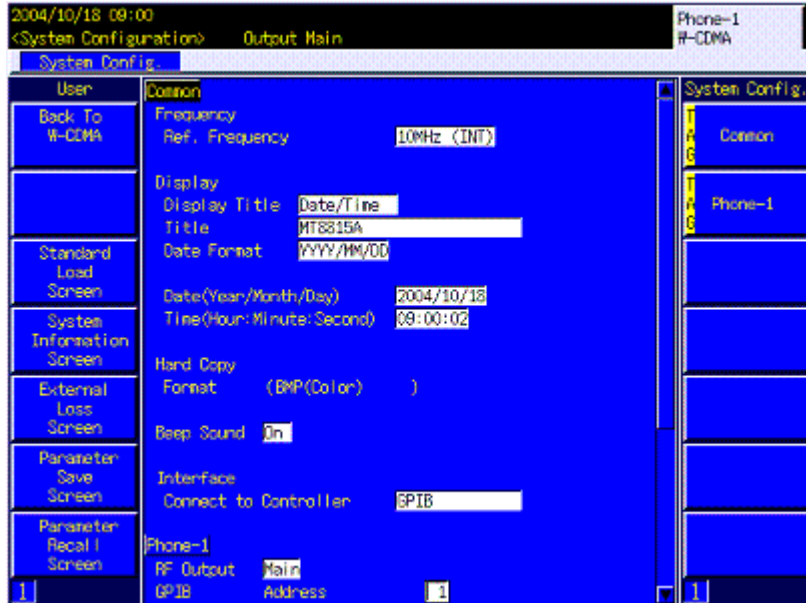 2004/10/18 09:00
<System Configuration> Output Main
Phone-1
W-CDMA
System Config.
User
Back To
W-CDMA
Standard
Load
Screen
System
Information
Screen
External
Loss
Screen
Parameter
Save
Screen
Parameter
Recall
Screen
1
Common
Frequency
Ref. Frequency 10MHz (INT)
Display
Display Title Date/Time
Title MT8815A
Date Format YYYY/MM/DD
Date(Year/Month/Day) 2004/10/18
Time(Hour:Minute:Second) 09:00:02
Hard Copy
Format (BMP(Color) )
Beep Sound On
Interface
Connect to Controller GPIB
Phone-1
RF Output Main
GPIB Address 1
System Config.
TAG Common
TAG Phone-1
1